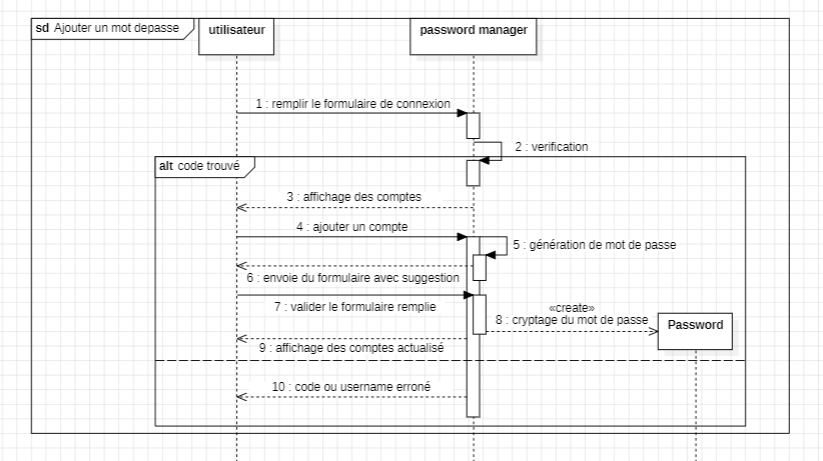 sd Ajouter un mot depasse
utilisateur
password manager
1 : remplir le formulaire de connexion
2 : verification
alt code trouvé
3 : affichage des comptes
4 : ajouter un compte
5 : génération de mot de passe
6 : envoie du formulaire avec suggestion
7 : valider le formulaire remplie
«create»
8 : cryptage du mot de passe
Password
9 : affichage des comptes actualisé
10 : code ou username erroné